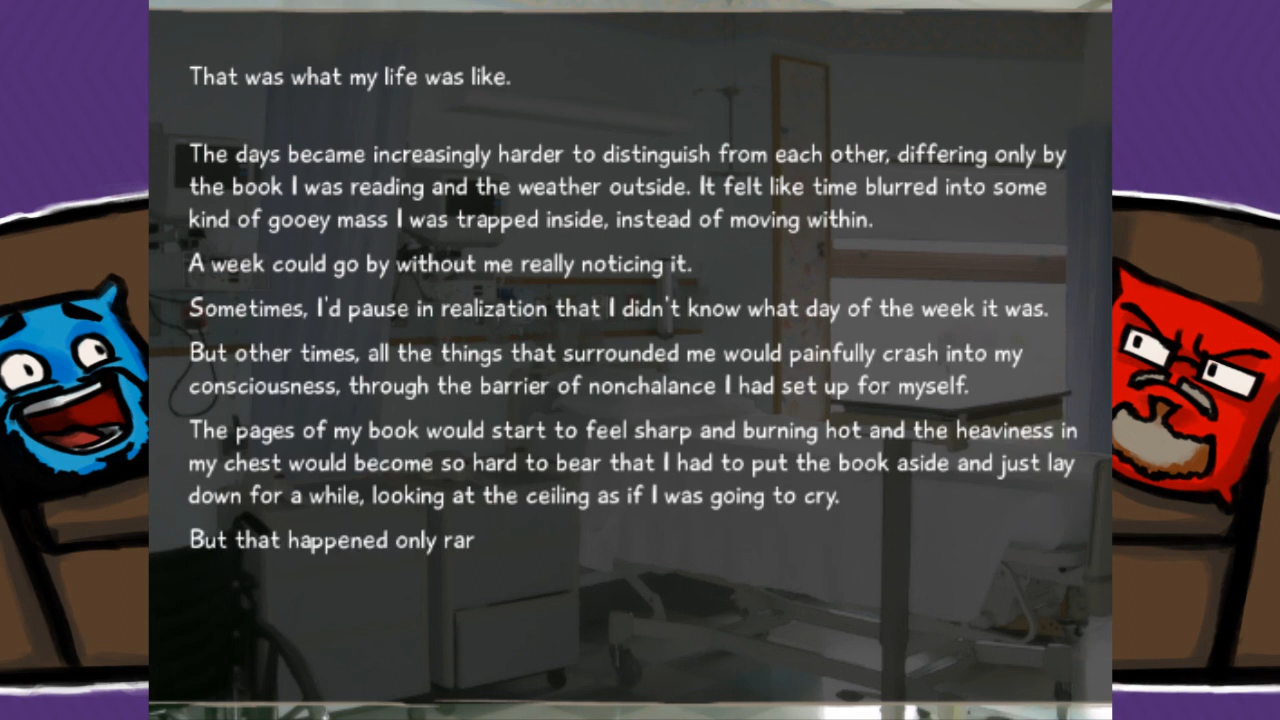 That was what my life was like.
The days became increasingly harder to distinguish from each other, differing only by
the book I was reading and the weather outside. It felt like time blurred into some
kind of gooey mass I was trapped inside, instead of moving within.
A week could go by without me really noticing it.
Sometimes, I'd pause in realization that I didn't know what day of the week it was.
But other times, all the things that surrounded me would painfully crash into my
consciousness, through the barrier of nonchalance I had set up for myself.
The pages of my book would start to feel sharp and burning hot and the heaviness in
my chest would become so hard to bear that I had to put the book aside and just lay
down for a while, looking at the ceiling as if I was going to cry.
But that happened only rar